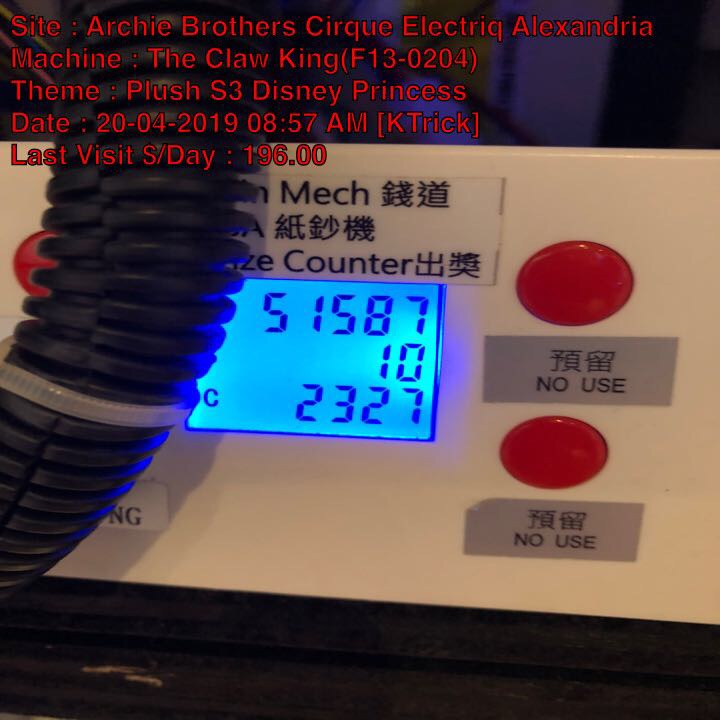 Site : Archie Brothers Cirque Electriq Alexandria
Machine : The Claw King(F13-0204)
Theme : Plush S3 Disney Princess
Date : 20-04-2019 08:57 AM [KTrick]
Last Visit $/Day : 196.00
Mech 錢道
紙鈔機
Counter出獎
51587
10
C 2327
預留
NO USE
預留
NO USE